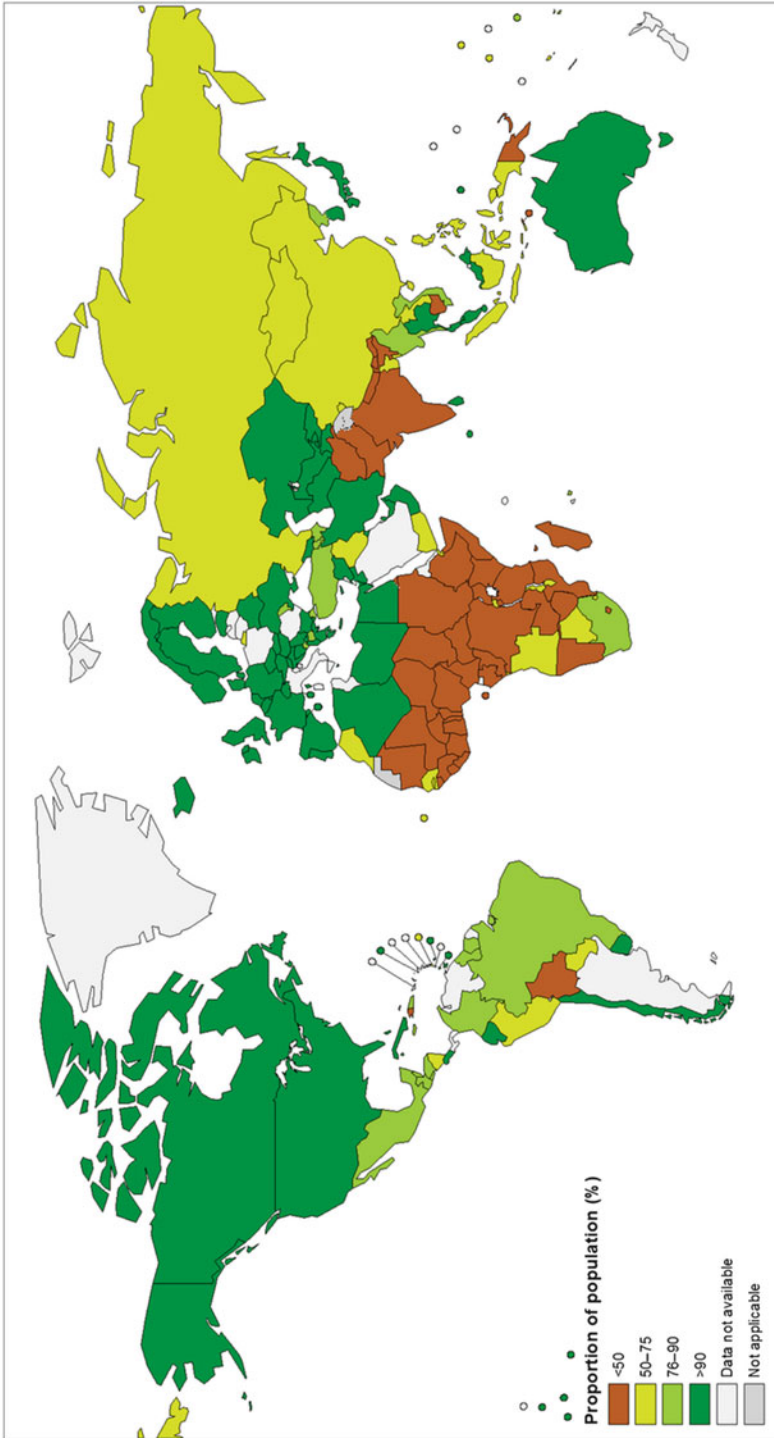 Proportion of population (%)
<50
50–75
76–90
>90
Data not available
Not applicable